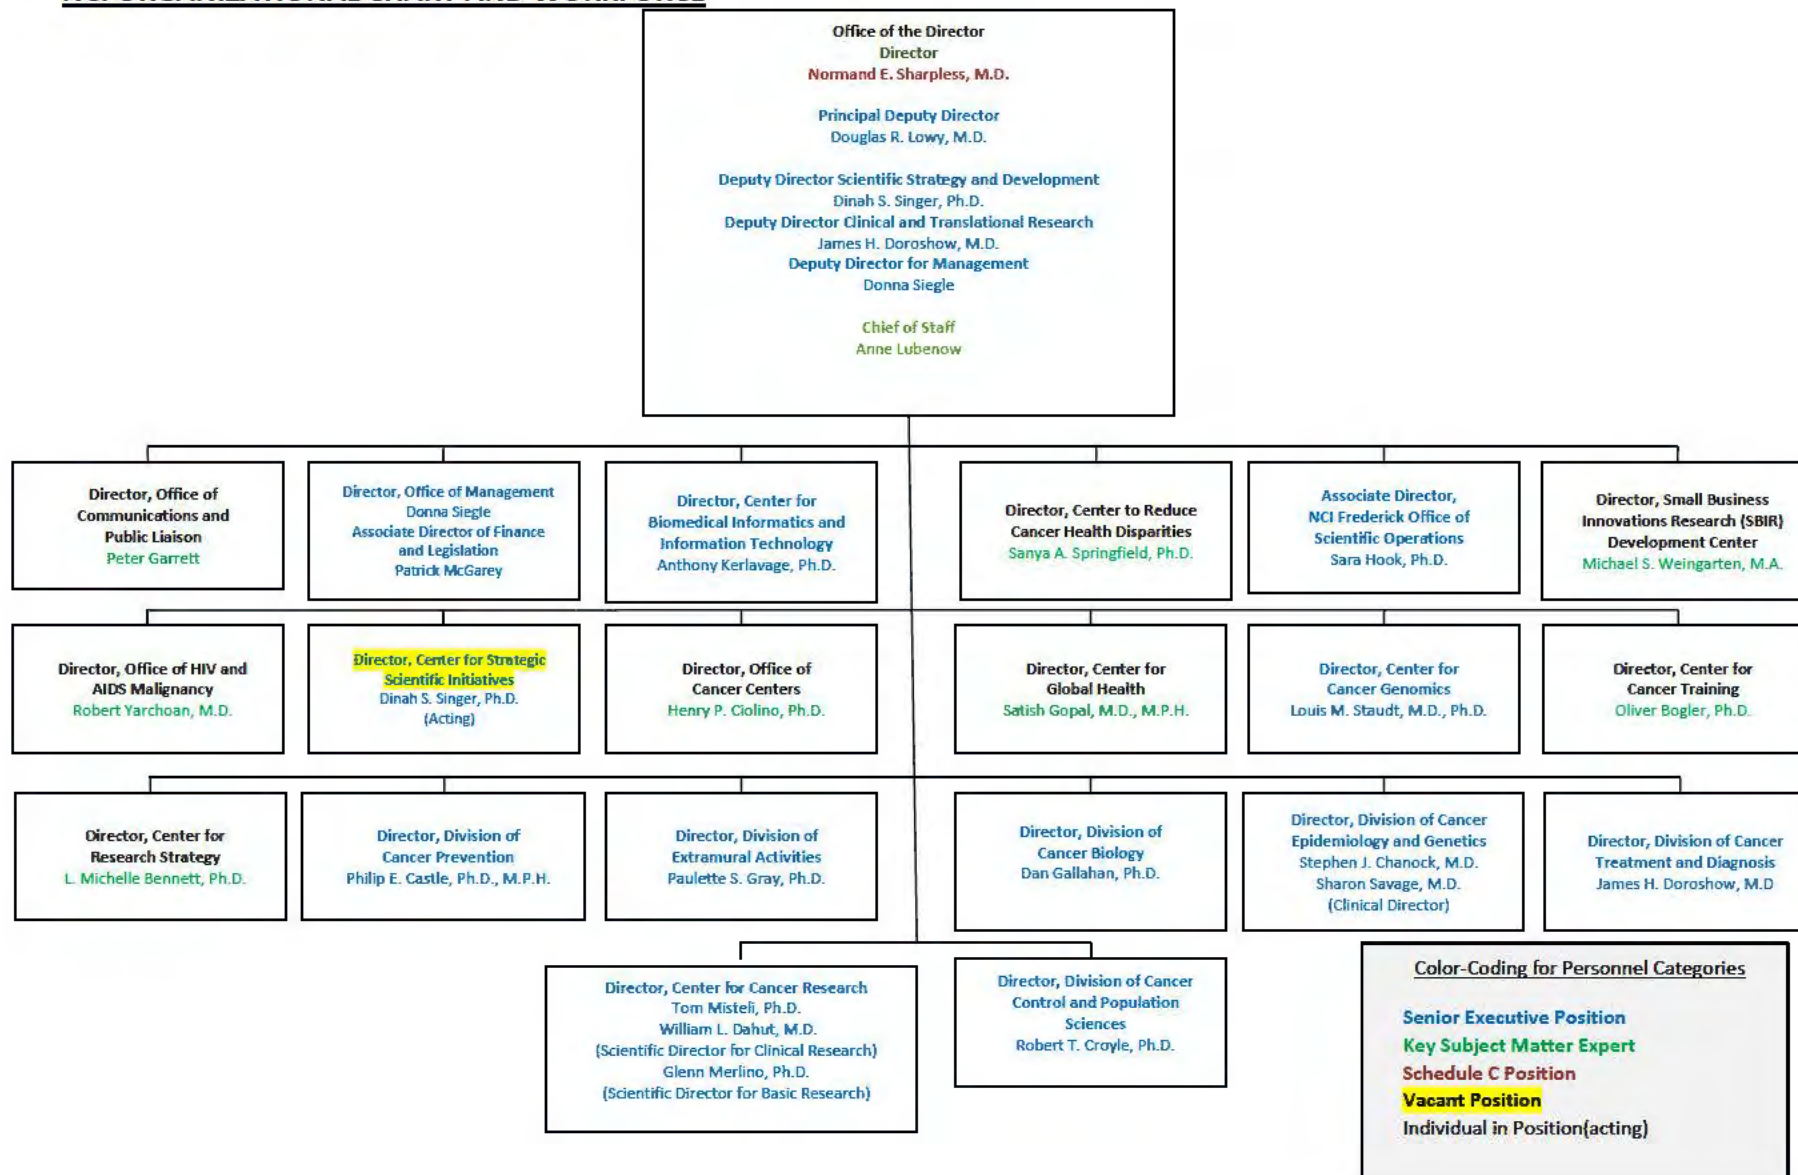 Office of the Director
Director
Normand E. Sharpless, M.D.
Principal Deputy Director
Douglas R. Lowy, M.D.
Deputy Director Scientific Strategy and Development
Dinah S. Singer, Ph.D.
Deputy Director Clinical and Translational Research
James H. Doroshow, M.D.
Deputy Director for Management
Donna Siegle
Chief of Staff
Anne Lubenow
Director, Office of
Communications and
Public Liaison
Peter Garrett
Director, Office of Management
Donna Siegle
Associate Director of Finance
and Legislation
Patrick McGarey
Director, Center for
Biomedical Informatics and
Information Technology
Anthony Kerlavage, Ph.D.
Director, Center to Reduce
Cancer Health Disparities
Sanya A. Springfield, Ph.D.
Associate Director,
NCI Frederick Office of
Scientific Operations
Sara Hook, Ph.D.
Director, Small Business
Innovations Research (SBIR)
Development Center
Michael S. Weingarten, M.A.
Director, Office of HIV and
AIDS Malignancy
Robert Yarchoan, M.D.
Director, Center for Strategic
Scientific Initiatives
Dinah S. Singer, Ph.D.
(Acting)
Director, Office of
Cancer Centers
Henry P. Ciolino, Ph.D.
Director, Center for
Global Health
Satish Gopal, M.D., M.P.H.
Director, Center for
Cancer Genomics
Louis M. Staudt, M.D., Ph.D.
Director, Center for
Cancer Training
Oliver Bogler, Ph.D.
Director, Center for
Research Strategy
L. Michelle Bennett, Ph.D.
Director, Division of
Cancer Prevention
Philip E. Castle, Ph.D., M.P.H.
Director, Division of
Extramural Activities
Paulette S. Gray, Ph.D.
Director, Division of
Cancer Biology
Dan Gallahan, Ph.D.
Director, Division of Cancer
Epidemiology and Genetics
Stephen J. Chanock, M.D.
Sharon Savage, M.D.
(Clinical Director)
Director, Division of Cancer
Treatment and Diagnosis
James H. Doroshow, M.D
Director, Center for Cancer Research
Tom Misteli, Ph.D.
William L. Dahut, M.D.
(Scientific Director for Clinical Research)
Glenn Merlino, Ph.D.
(Scientific Director for Basic Research)
Director, Division of Cancer
Control and Population
Sciences
Robert T. Croyle, Ph.D.
Color-Coding for Personnel Categories
Senior Executive Position
Key Subject Matter Expert
Schedule C Position
Vacant Position
Individual in Position(acting)